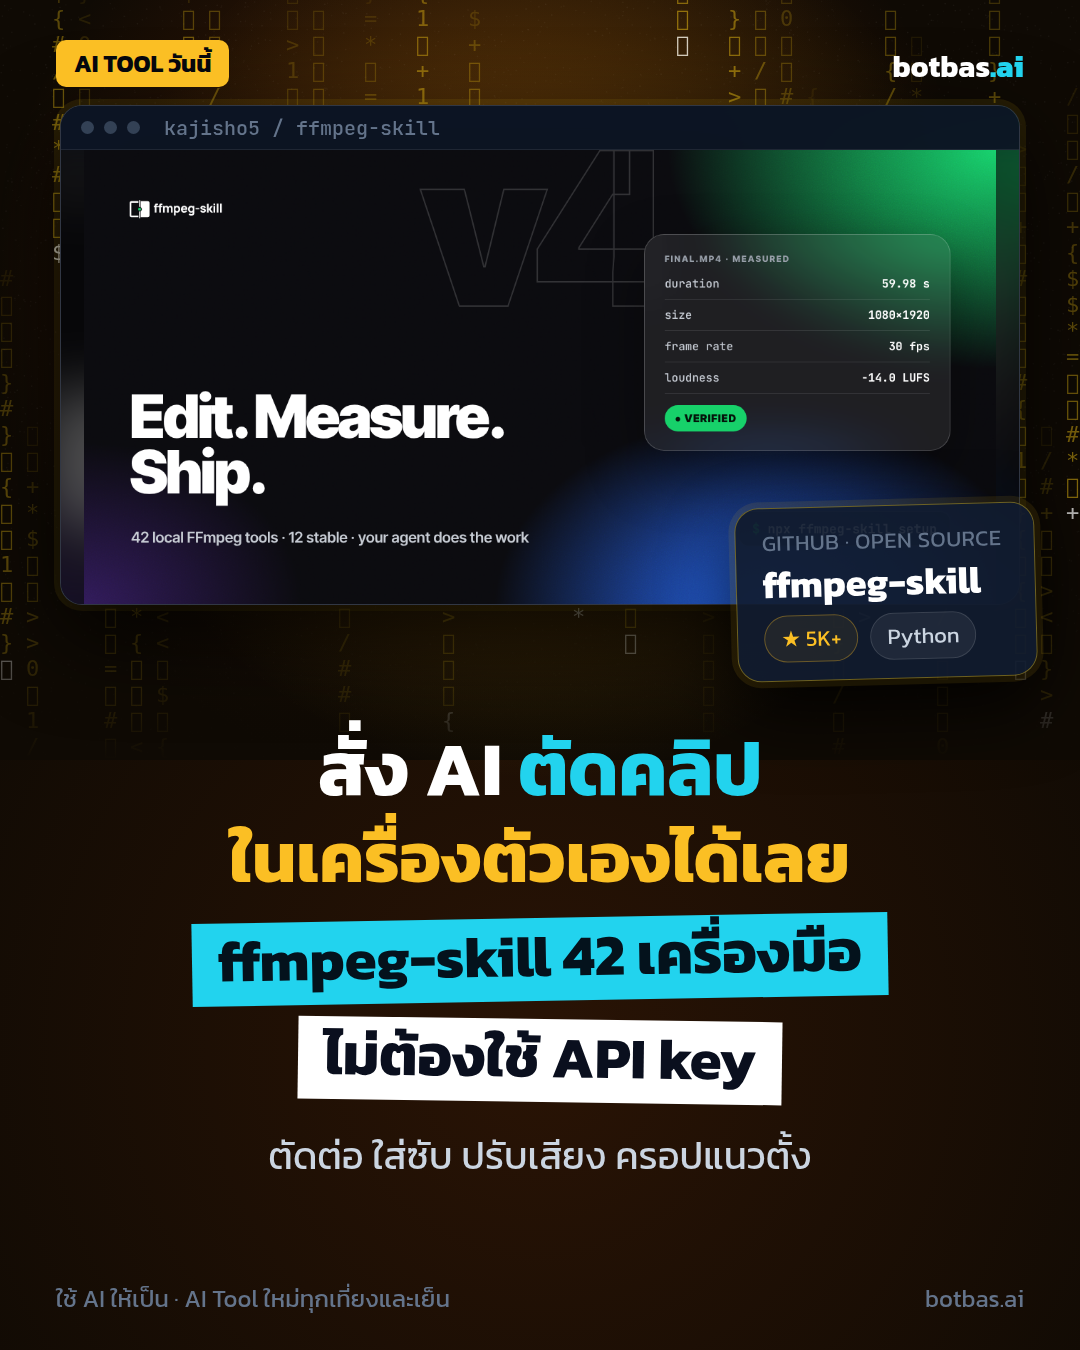 AI TOOL วันนี้
botbas.ai
kajisho5 / ffmpeg-skill
v4
ffmpeg-skill
FINAL.MP4 · MEASURED
duration 59.98 s
size 1080×1920
frame rate 30 fps
loudness -14.0 LUFS
• VERIFIED
Edit. Measure.
Ship.
42 local FFmpeg tools · 12 stable · your agent does the work
$ npx ffmpeg-skill setup
GITHUB · OPEN SOURCE
ffmpeg-skill
★ 5K+
Python
สั่ง AI ตัดคลิป
ในเครื่องตัวเองได้เลย
ffmpeg-skill 42 เครื่องมือ
ไม่ต้องใช้ API key
ตัดต่อ ใส่ซับ ปรับเสียง ครอปแนวตั้ง
ใช้ AI ให้เป็น · AI Tool ใหม่ทุกเที่ยงและเย็น
botbas.ai